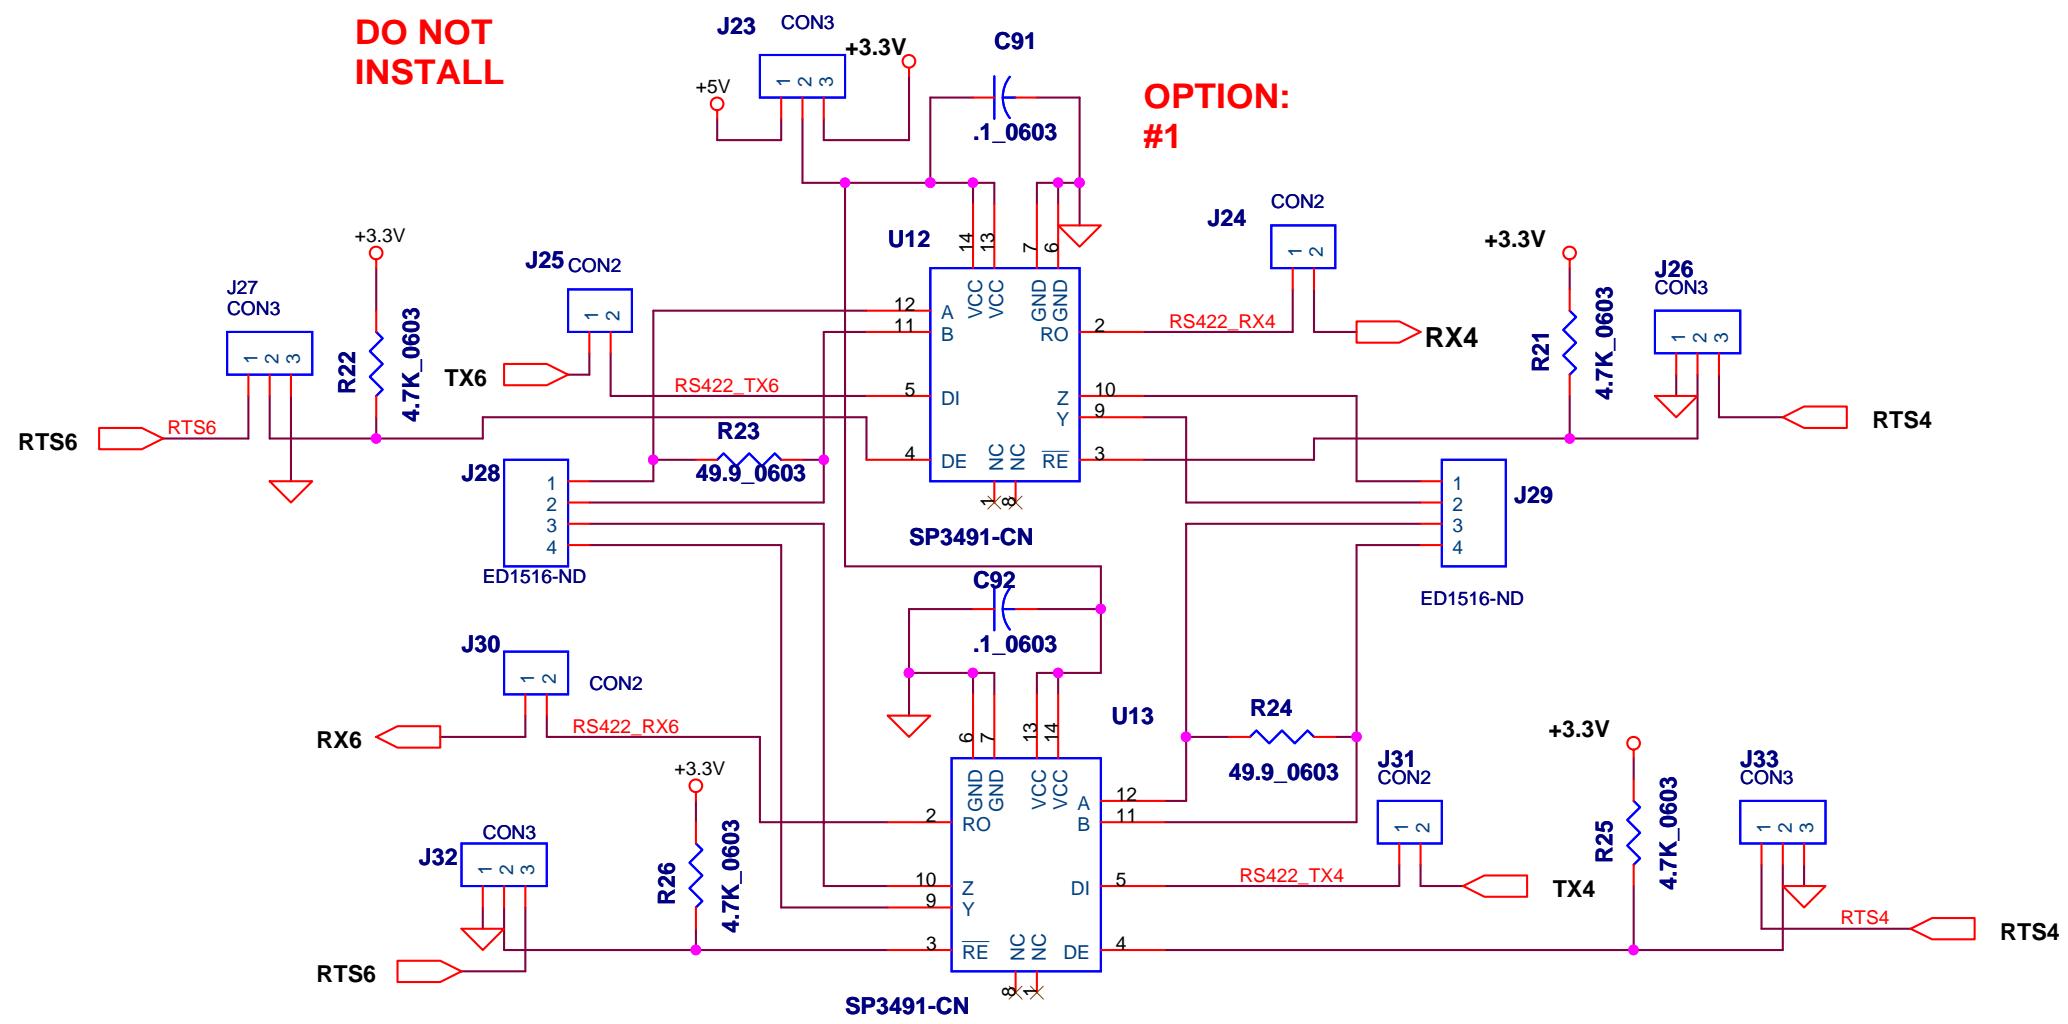 DO NOT
INSTALL
J23 CON3
+3.3V
+5V
1 2 3
C91
.1_0603
OPTION:
#1
U12
14 13 7 6
VCC VCC GND GND
12 A
11 B
5 DI
4 DE
RO 2
Z 10
Y 9
RE 3
NC NC
1 8
SP3491-CN
J24
CON2
1 2
RS422_RX4
RX4
+3.3V
R21
4.7K_0603
J26
CON3
1 2 3
RTS4
J25 CON2
1 2
TX6
RS422_TX6
+3.3V
R22
4.7K_0603
J27
CON3
1 2 3
RTS6
RTS6
R23
49.9_0603
J28
1
2
3
4
ED1516-ND
J29
1
2
3
4
ED1516-ND
C92
.1_0603
J30
1 2
CON2
RX6
RS422_RX6
U13
6 7 13 14
GND GND VCC VCC
2 RO
10 Z
9 Y
3 RE
A 12
B 11
DI 5
DE 4
NC NC
8 1
SP3491-CN
R24
49.9_0603
J31
CON2
1 2
RS422_TX4
TX4
+3.3V
R25
4.7K_0603
J33
CON3
1 2 3
RTS4
RTS4
+3.3V
R26
4.7K_0603
CON3
J32
1 2 3
RTS6